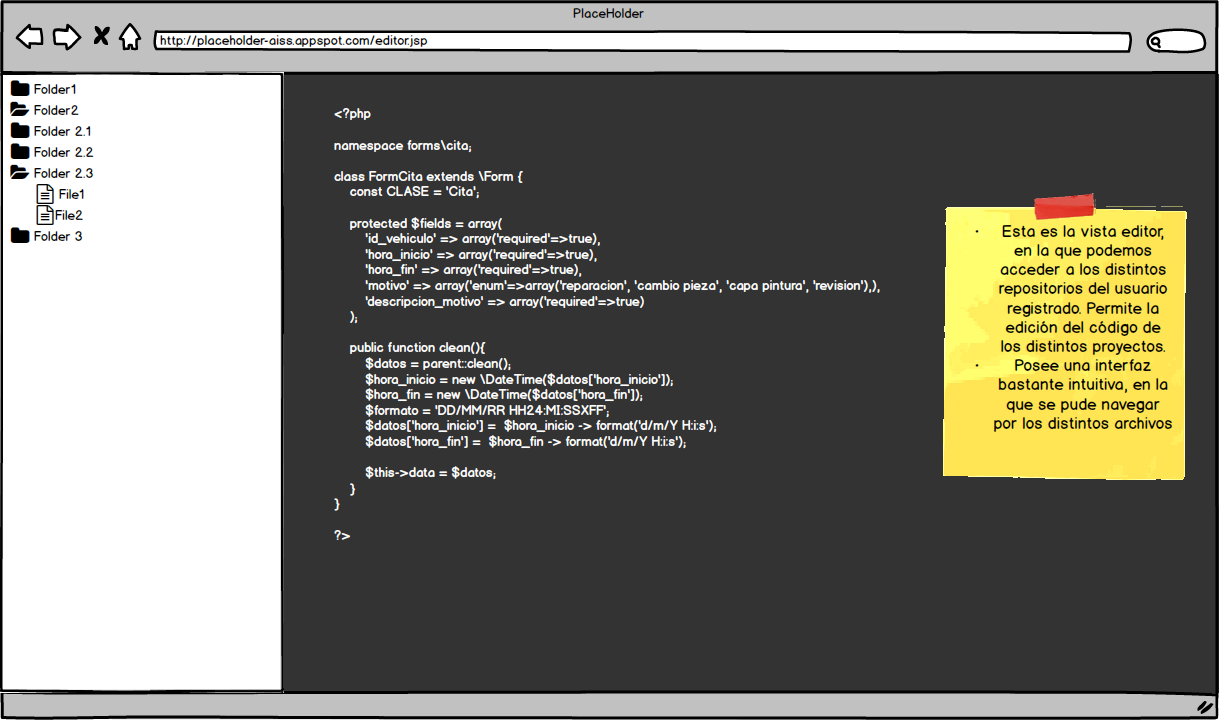 PlaceHolder
http://placeholder-aiss.appspot.com/editor.jsp
Folder1
Folder2
Folder 2.1
Folder 2.2
Folder 2.3
File1
File2
Folder 3
<?php
namespace forms\cita;
class FormCita extends \Form {
const CLASE = 'Cita';
protected $fields = array(
'id_vehiculo' => array('required'=>true),
'hora_inicio' => array('required'=>true),
'hora_fin' => array('required'=>true),
'motivo' => array('enum'=>array('reparacion', 'cambio pieza', 'capa pintura', 'revision'),),
'descripcion_motivo' => array('required'=>true)
);
public function clean(){
$datos = parent::clean();
$hora_inicio = new \DateTime($datos['hora_inicio']);
$hora_fin = new \DateTime($datos['hora_fin']);
$formato = 'DD/MM/RR HH24:MI:SSXFF';
$datos['hora_inicio'] =  $hora_inicio -> format('d/m/Y H:i:s');
$datos['hora_fin'] =  $hora_fin -> format('d/m/Y H:i:s');
$this->data = $datos;
}
}
?>
· Esta es la vista editor,
en la que podemos
acceder a los distintos
repositorios del usuario
registrado. Permite la
edición del código de
los distintos proyectos.
· Posee una interfaz
bastante intuitiva, en la
que se pude navegar
por los distintos archivos